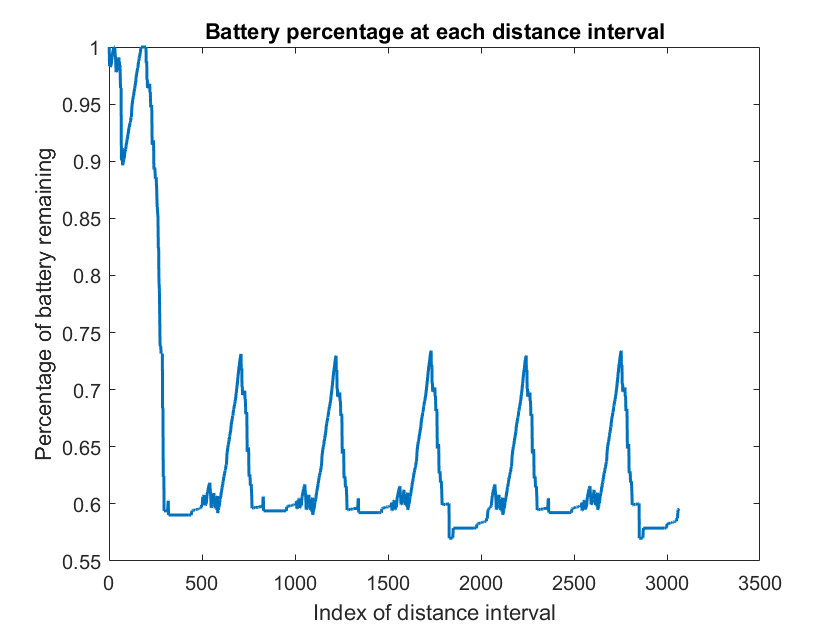 Battery percentage at each distance interval
1
0.95
0.9
0.85
0.8
0.75
0.7
0.65
0.6
0.55
Percentage of battery remaining
0 500 1000 1500 2000 2500 3000 3500
Index of distance interval